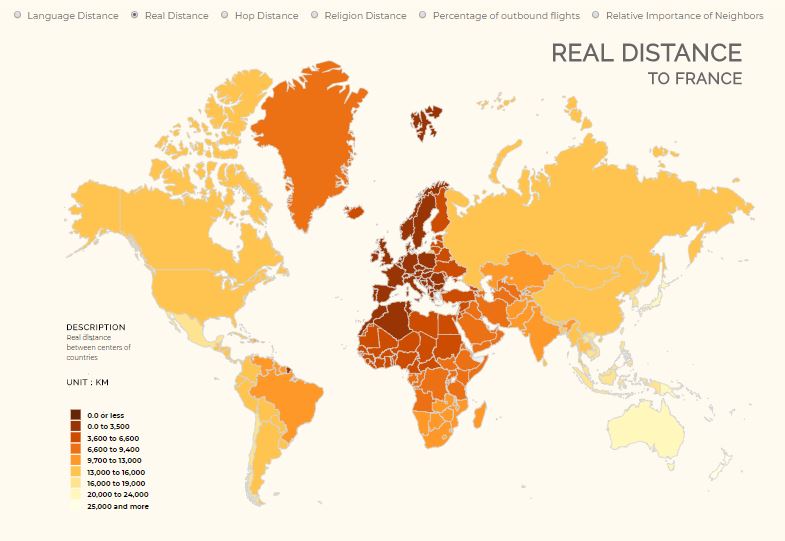 Language Distance Real Distance Hop Distance Religion Distance Percentage of outbound flights Relative Importance of Neighbors
REAL DISTANCE
TO FRANCE
DESCRIPTION
Real distance
between centers of
countries
UNIT : KM
0.0 or less
0.0 to 3,500
3,600 to 6,600
6,600 to 9,400
9,700 to 13,000
13,000 to 16,000
16,000 to 19,000
20,000 to 24,000
25,000 and more